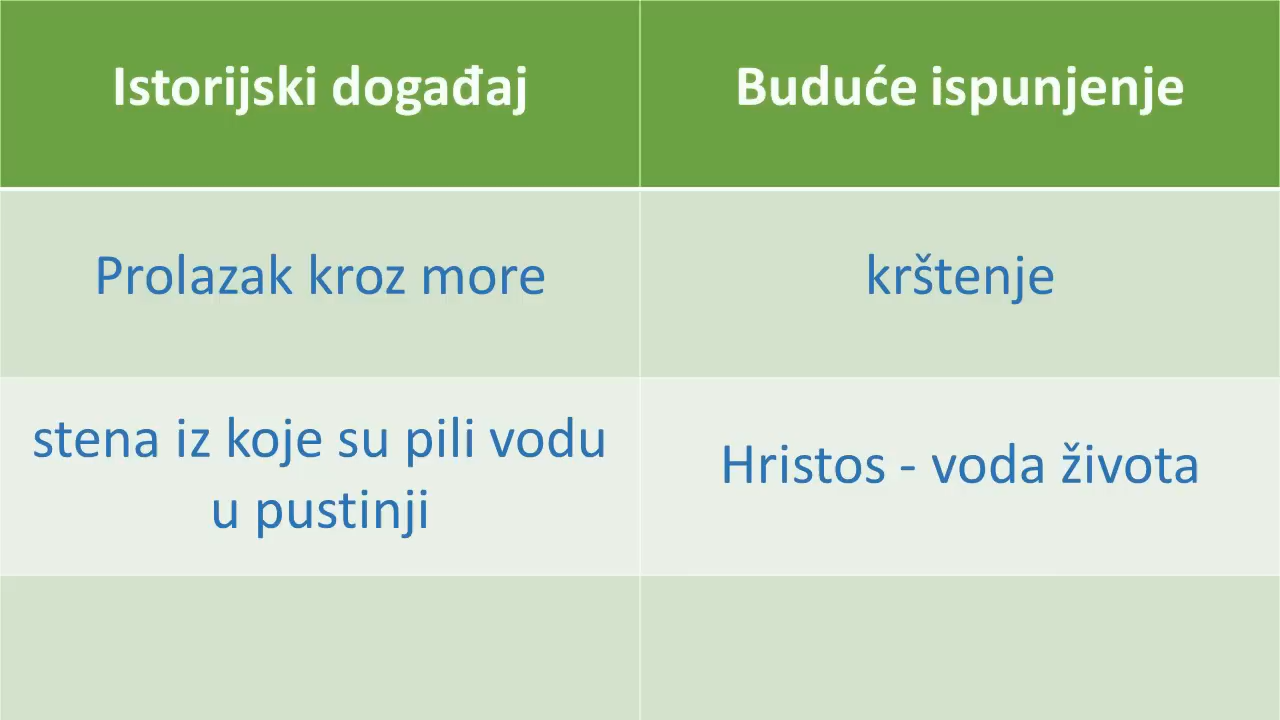 Istorijski događaj
Buduće ispunjenje
Prolazak kroz more
krštenje
stena iz koje su pili vodu
u pustinji
Hristos - voda života